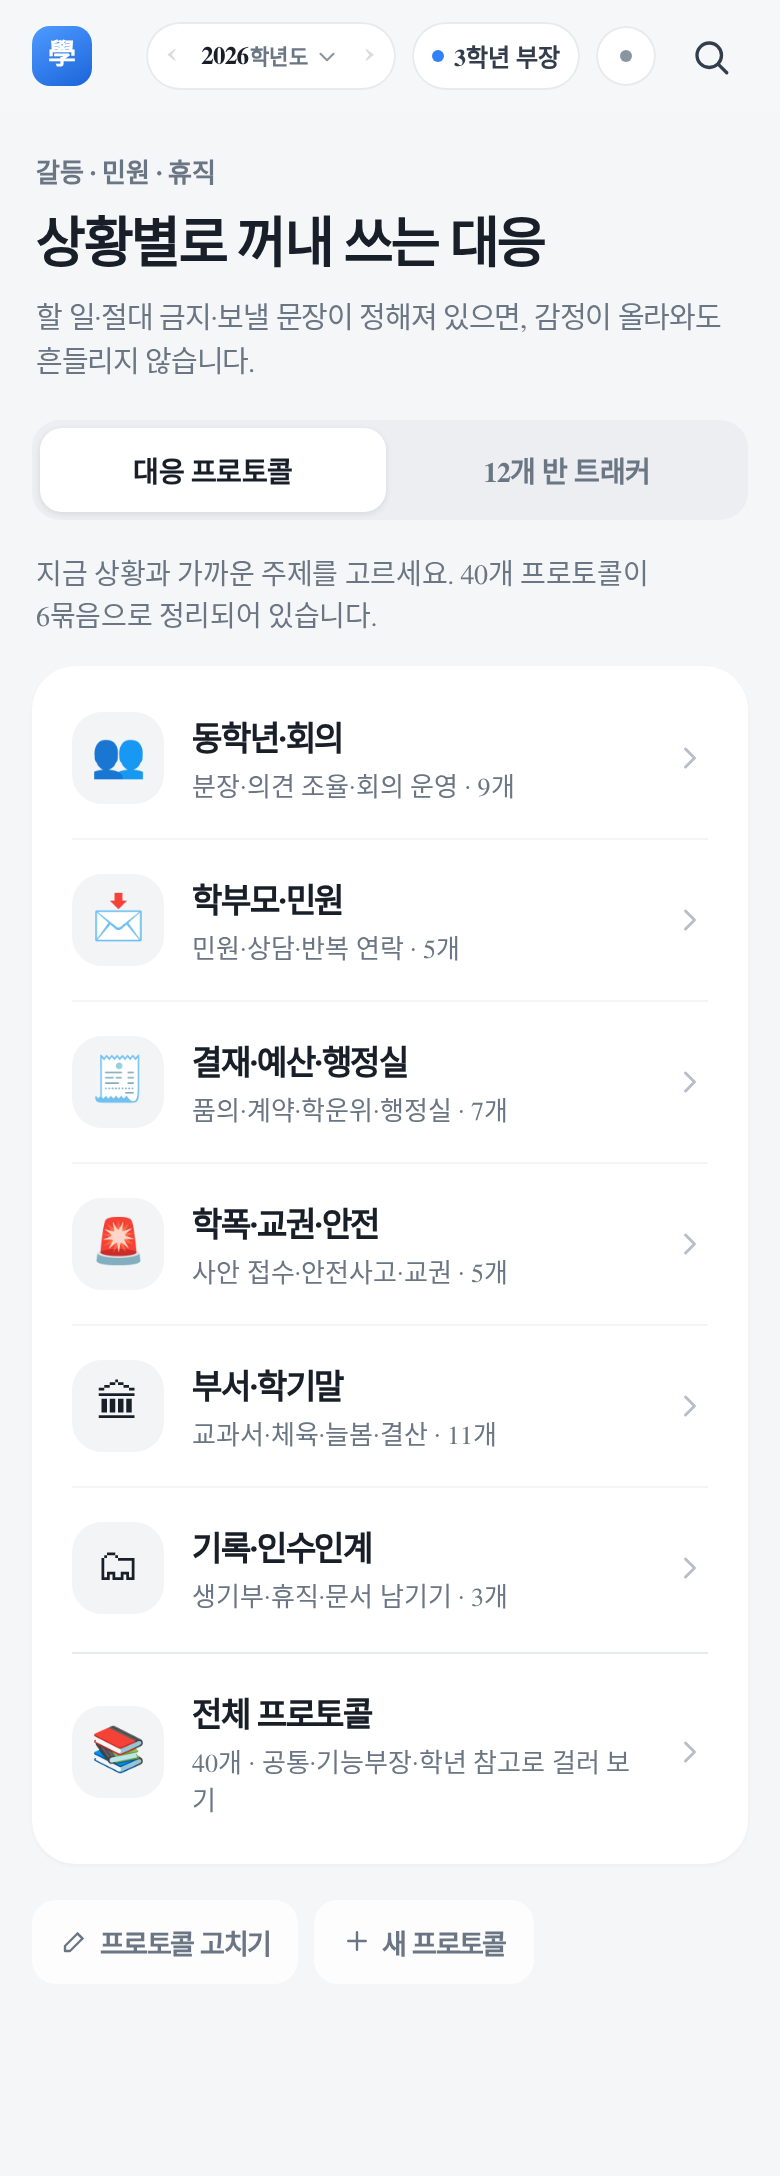 學
2026학년도
3학년 부장
갈등 · 민원 · 휴직
상황별로 꺼내 쓰는 대응
할 일·절대 금지·보낼 문장이 정해져 있으면, 감정이 올라와도
흔들리지 않습니다.
대응 프로토콜
12개 반 트래커
지금 상황과 가까운 주제를 고르세요. 40개 프로토콜이
6묶음으로 정리되어 있습니다.
동학년·회의
분장·의견 조율·회의 운영 · 9개
학부모·민원
민원·상담·반복 연락 · 5개
결재·예산·행정실
품의·계약·학운위·행정실 · 7개
학폭·교권·안전
사안 접수·안전사고·교권 · 5개
부서·학기말
교과서·체육·늘봄·결산 · 11개
기록·인수인계
생기부·휴직·문서 남기기 · 3개
전체 프로토콜
40개 · 공통·기능부장·학년 참고로 걸러 보
기
프로토콜 고치기
새 프로토콜